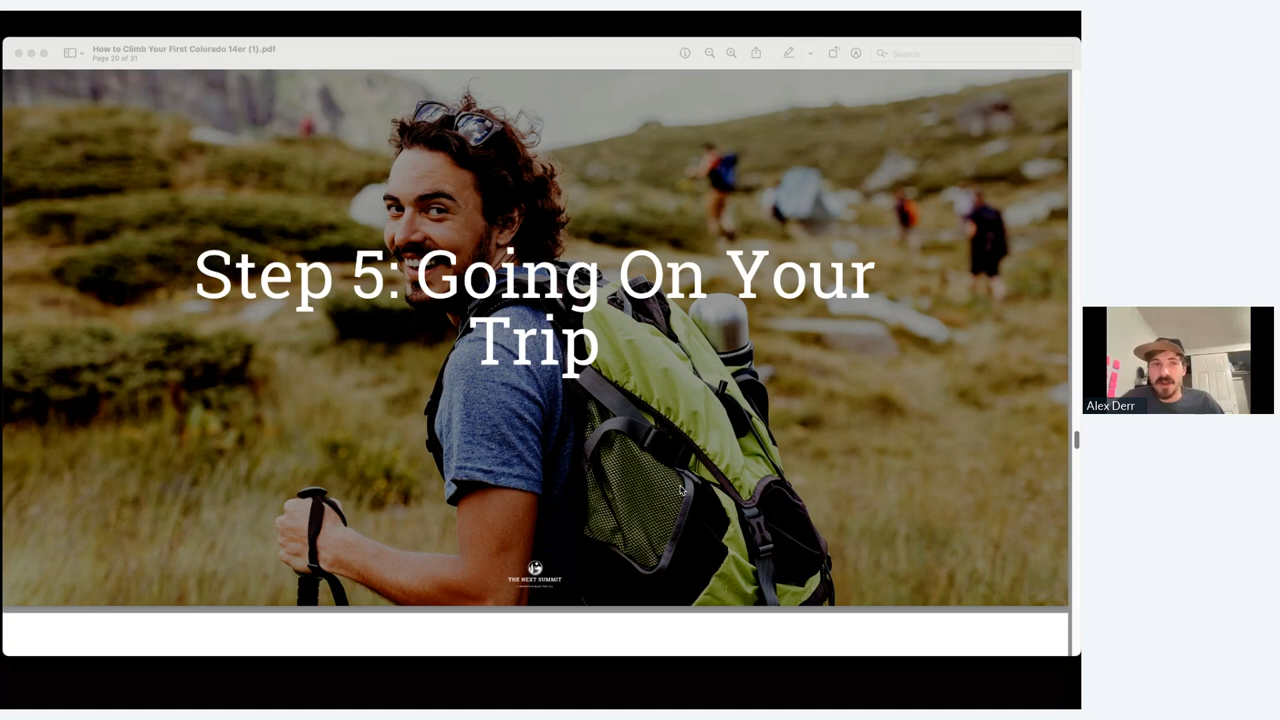 How to Climb Your First Colorado 14er (1).pdf
Page 20 of 31
Search
Step 5: Going On Your
Trip
THE NEXT SUMMIT
Alex Derr